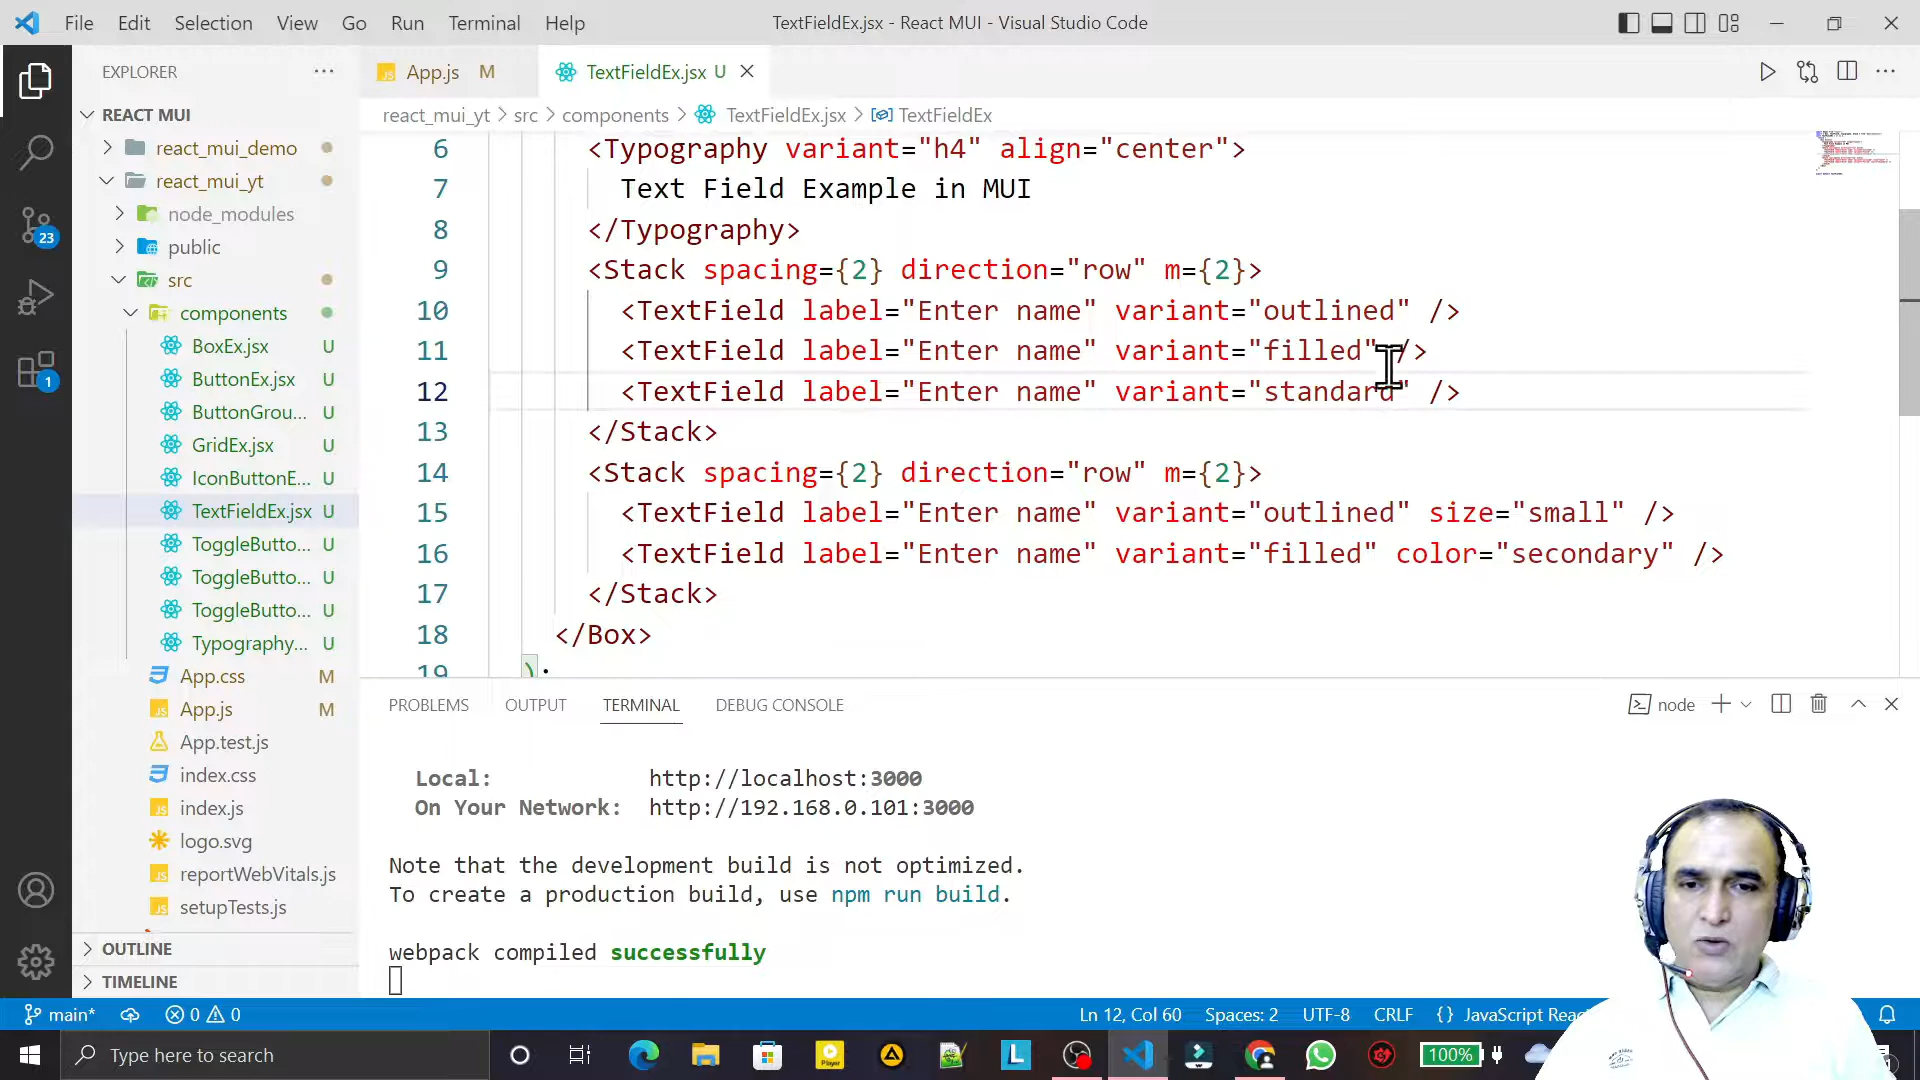 File Edit Selection View Go Run Terminal Help
TextFieldEx.jsx - React MUI - Visual Studio Code
EXPLORER
REACT MUI
react_mui_demo
react_mui_yt
node_modules
public
src
components
BoxEx.jsx U
ButtonEx.jsx U
ButtonGrou... U
GridEx.jsx U
IconButtonE... U
TextFieldEx.jsx U
ToggleButto... U
ToggleButto... U
ToggleButto... U
Typography... U
App.css M
App.js M
App.test.js
index.css
index.js
logo.svg
reportWebVitals.js
setupTests.js
OUTLINE
TIMELINE
23
1
App.js M
TextFieldEx.jsx U
react_mui_yt > src > components > TextFieldEx.jsx > TextFieldEx
6 <Typography variant="h4" align="center">
7 Text Field Example in MUI
8 </Typography>
9 <Stack spacing={2} direction="row" m={2}>
10 <TextField label="Enter name" variant="outlined" />
11 <TextField label="Enter name" variant="filled" />
12 <TextField label="Enter name" variant="standard" />
13 </Stack>
14 <Stack spacing={2} direction="row" m={2}>
15 <TextField label="Enter name" variant="outlined" size="small" />
16 <TextField label="Enter name" variant="filled" color="secondary" />
17 </Stack>
18 </Box>
19 );
PROBLEMS OUTPUT TERMINAL DEBUG CONSOLE
node
Local: http://localhost:3000
On Your Network: http://192.168.0.101:3000
Note that the development build is not optimized.
To create a production build, use npm run build.
webpack compiled successfully
main* 0 0
Ln 12, Col 60 Spaces: 2 UTF-8 CRLF {} JavaScript Reac
Type here to search
100%